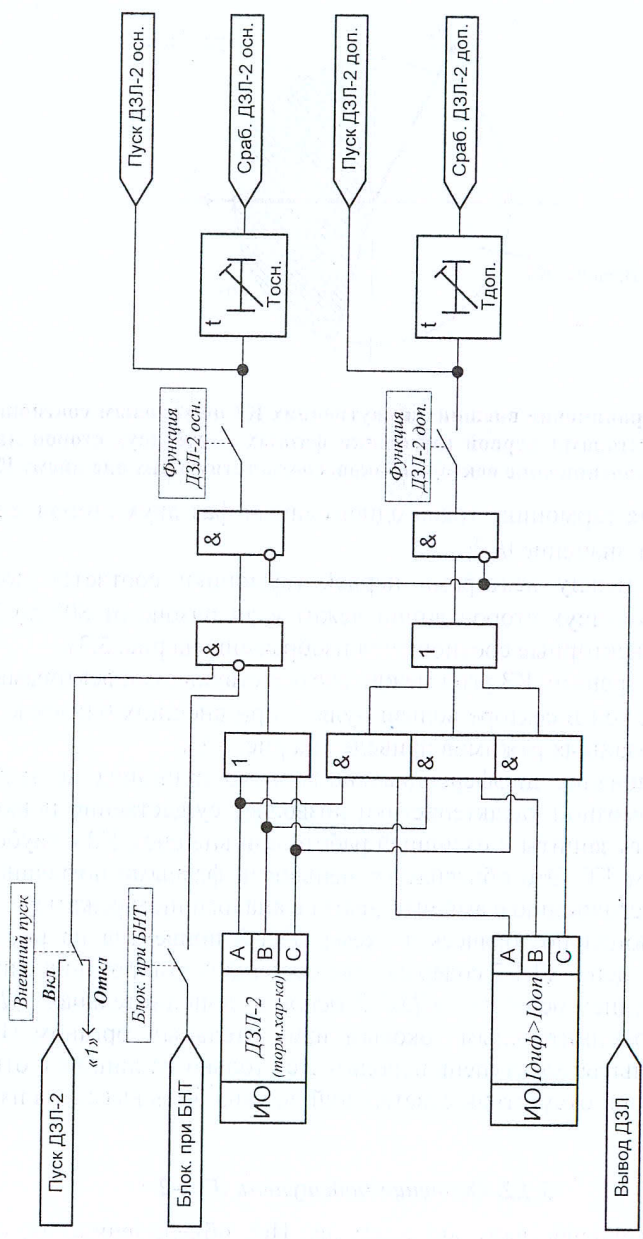 Пуск ДЗЛ-2
Внешний пуск
Вкл
Откл
«1»
Блок. при БНТ
Блок. при БНТ
ИО
ДЗЛ-2
(торм.хар-ка)
A
B
C
ИО
Iдиф>Iдоп
A
B
C
Вывод ДЗЛ
1
&
&
&
&
1
&
&
Функция
ДЗЛ-2 осн.
Функция
ДЗЛ-2 доп.
t
Tосн.
t
Tдоп.
Пуск ДЗЛ-2 осн.
Сраб. ДЗЛ-2 осн.
Пуск ДЗЛ-2 доп.
Сраб. ДЗЛ-2 доп.